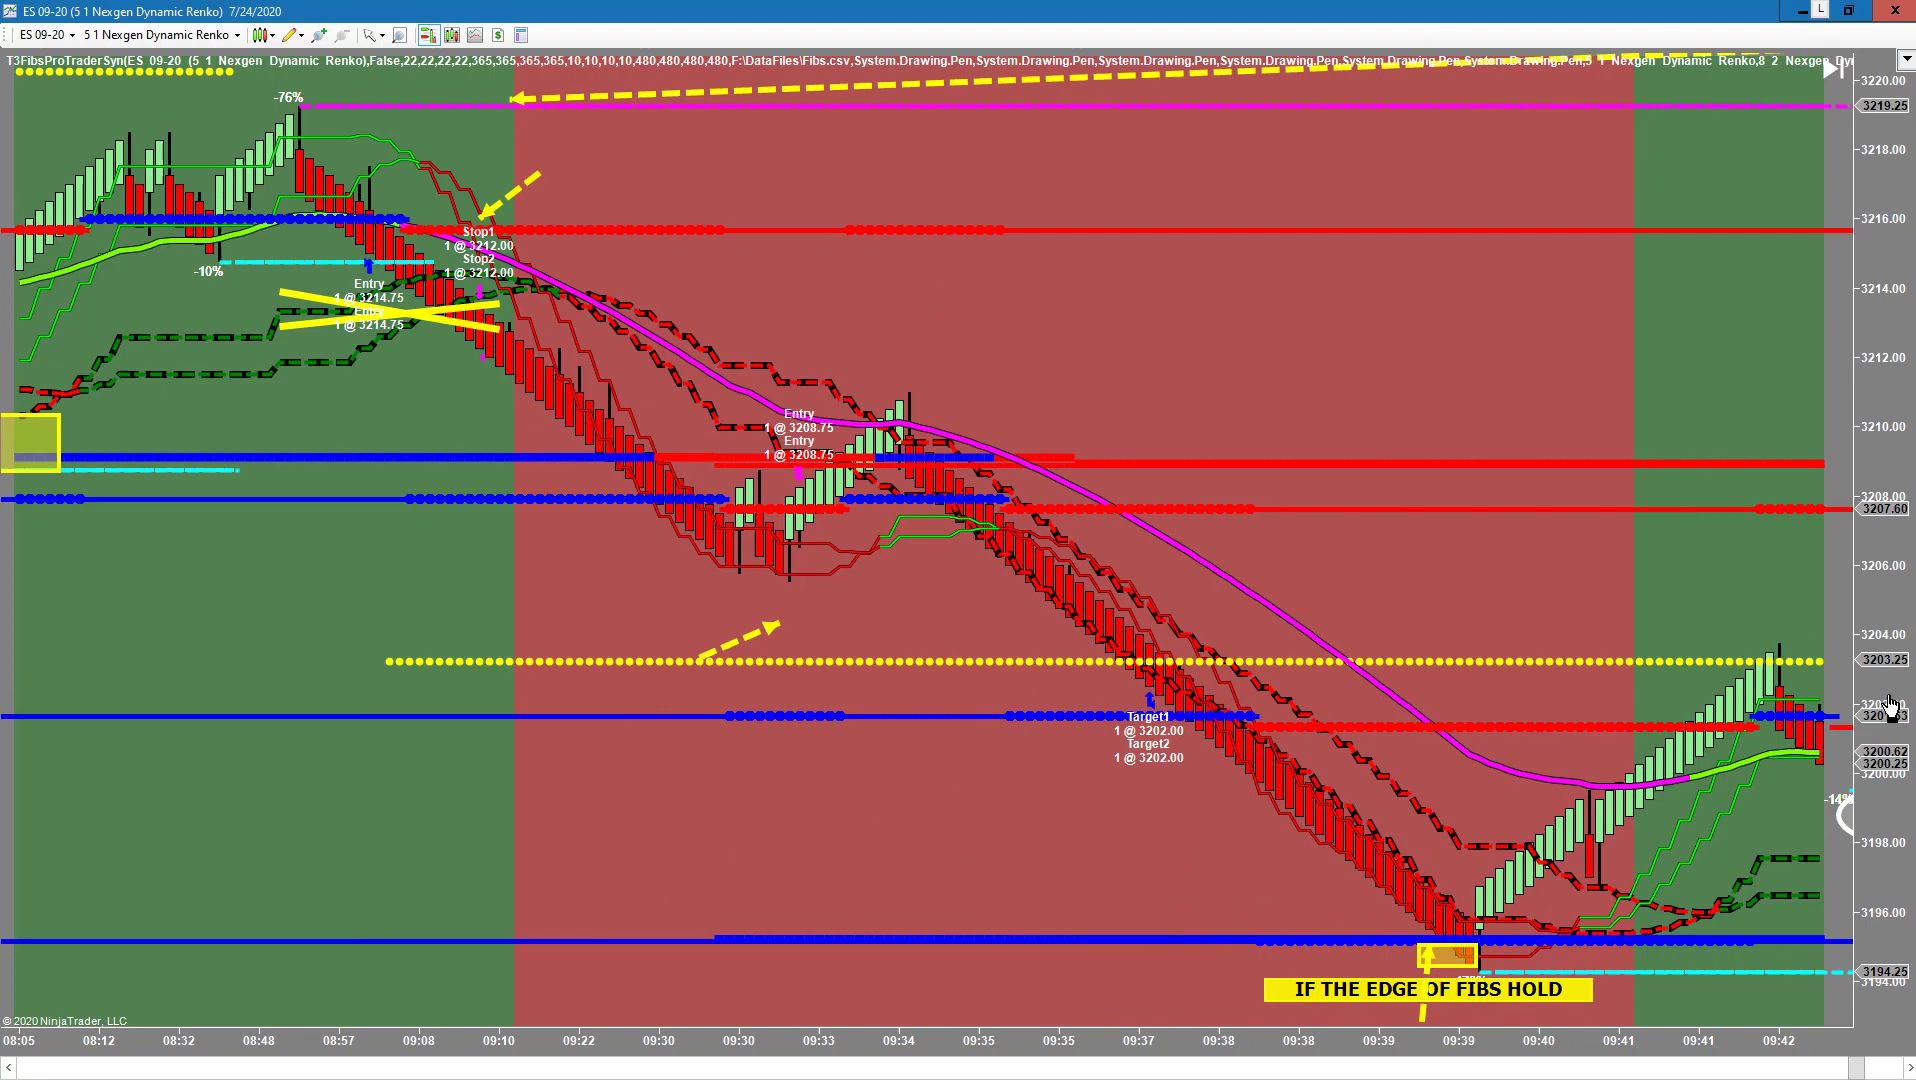 ES 09-20 (5 1 Nexgen Dynamic Renko) 7/24/2020
L
ES 09-20
5 1 Nexgen Dynamic Renko
T3FibsProTraderSyn(ES 09-20 (5 1 Nexgen Dynamic Renko),False,22,22,22,22,365,365,365,365,10,10,10,10,480,480,480,480,F:\DataFiles\Fibs.csv,System.Drawing.Pen,System.Drawing.Pen,System.Drawing.Pen,System.Drawing.Pen,System.Drawing.Pen,System.Drawing.Pen,5 1 Nexgen Dynamic Renko,8 2 Nexgen
3220.00
-76%
3219.25
3218.00
3216.00
Stop1
1 @ 3212.00
Stop2
1 @ 3212.00
-10%
Entry
1 @ 3214.75
Entry
1 @ 3214.75
3214.00
3212.00
Entry
1 @ 3208.75
Entry
1 @ 3208.75
3210.00
3208.00
3207.60
3206.00
3204.00
3203.25
Target1
1 @ 3202.00
Target2
1 @ 3202.00
3200.62
3200.25
3200.00
3198.00
3196.00
3194.25
3194.00
IF THE EDGE OF FIBS HOLD
© 2020 NinjaTrader, LLC
08:05 08:12 08:32 08:48 08:57 09:08 09:10 09:22 09:30 09:30 09:33 09:34 09:35 09:35 09:37 09:38 09:38 09:39 09:39 09:40 09:41 09:41 09:42